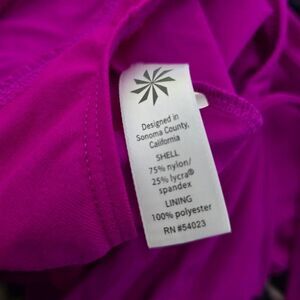 Designed in
Sonoma County,
California
SHELL
75% nylon/
25% lycra®
spandex
LINING
100% polyester
RN #54023